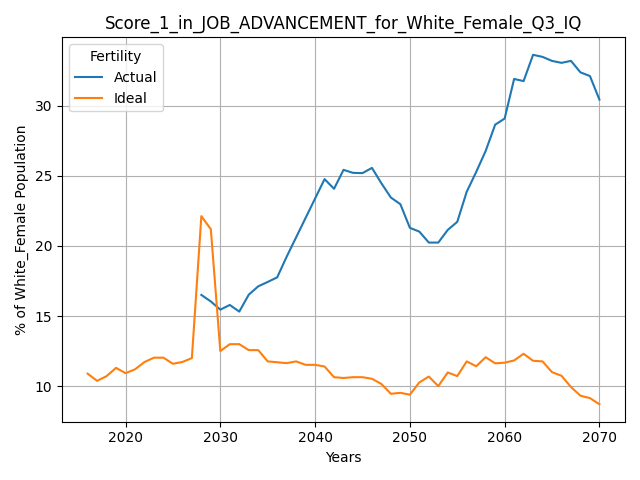 Score_1_in_JOB_ADVANCEMENT_for_White_Female_Q3_IQ
Fertility
Actual
Ideal
% of White_Female Population
30
25
20
15
10
2020 2030 2040 2050 2060 2070
Years